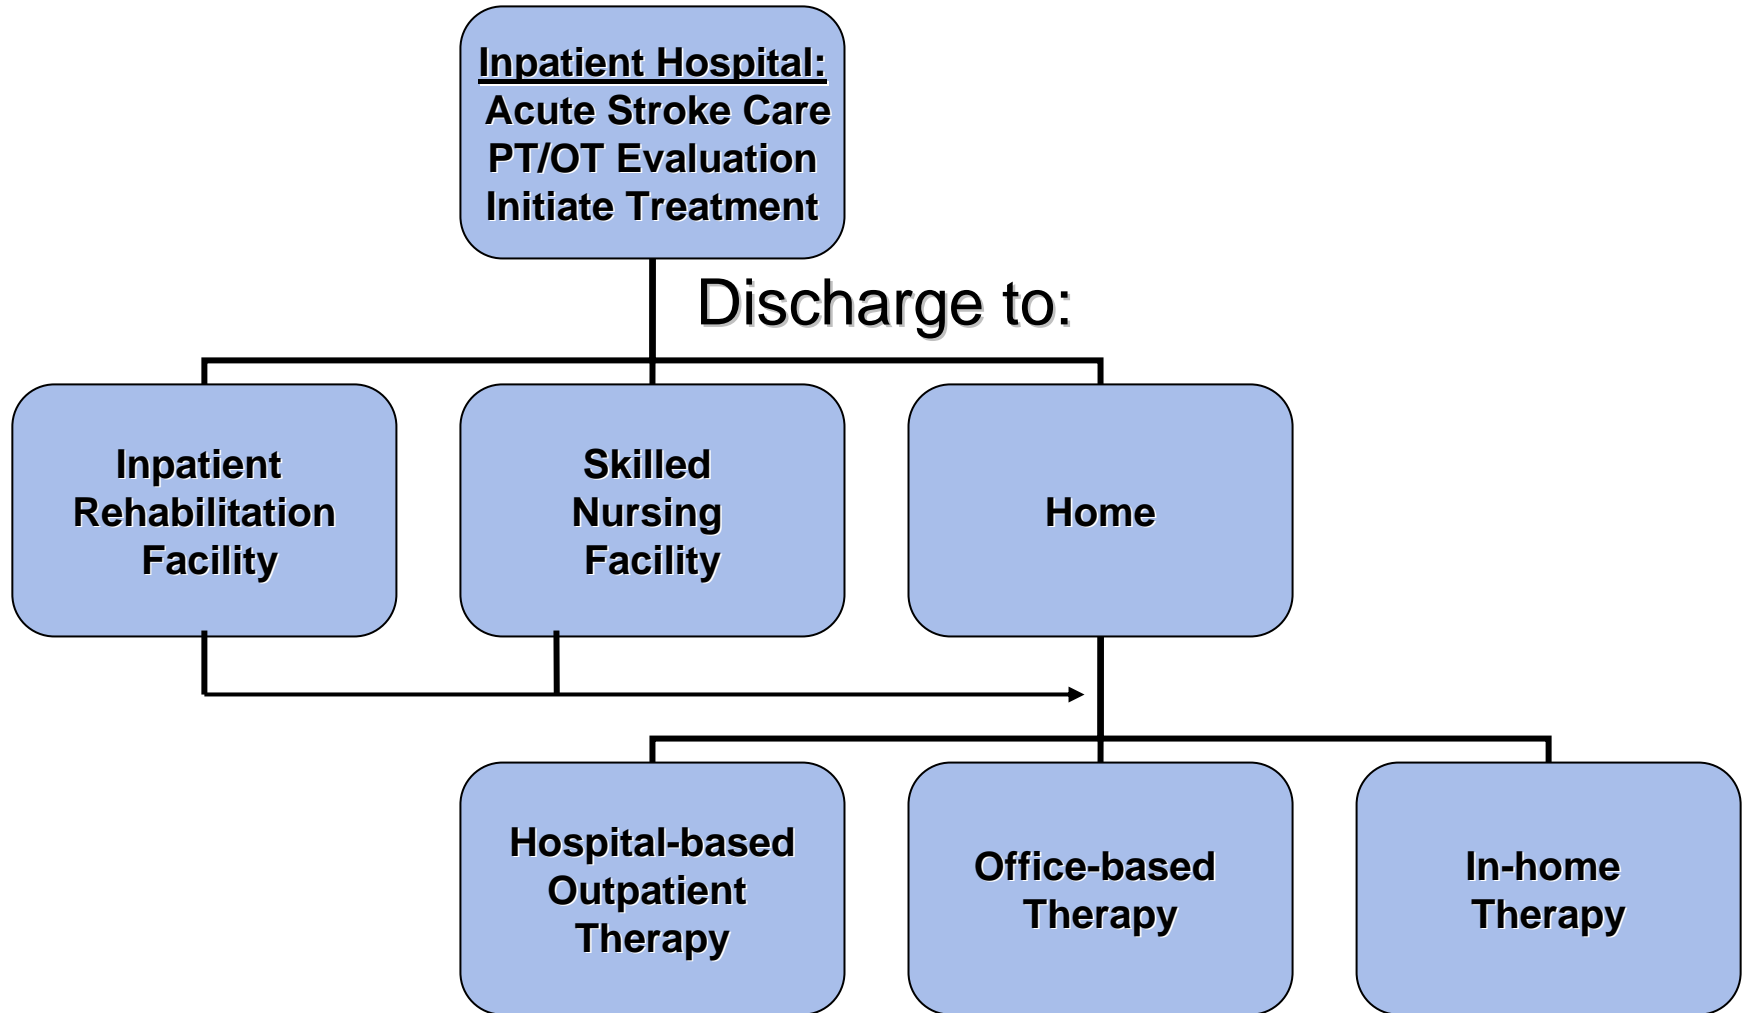 Inpatient Hospital:
Acute Stroke Care
PT/OT Evaluation
Initiate Treatment
Discharge to:
Inpatient
Rehabilitation
Facility
Skilled
Nursing
Facility
Home
Hospital-based
Outpatient
Therapy
Office-based
Therapy
In-home
Therapy